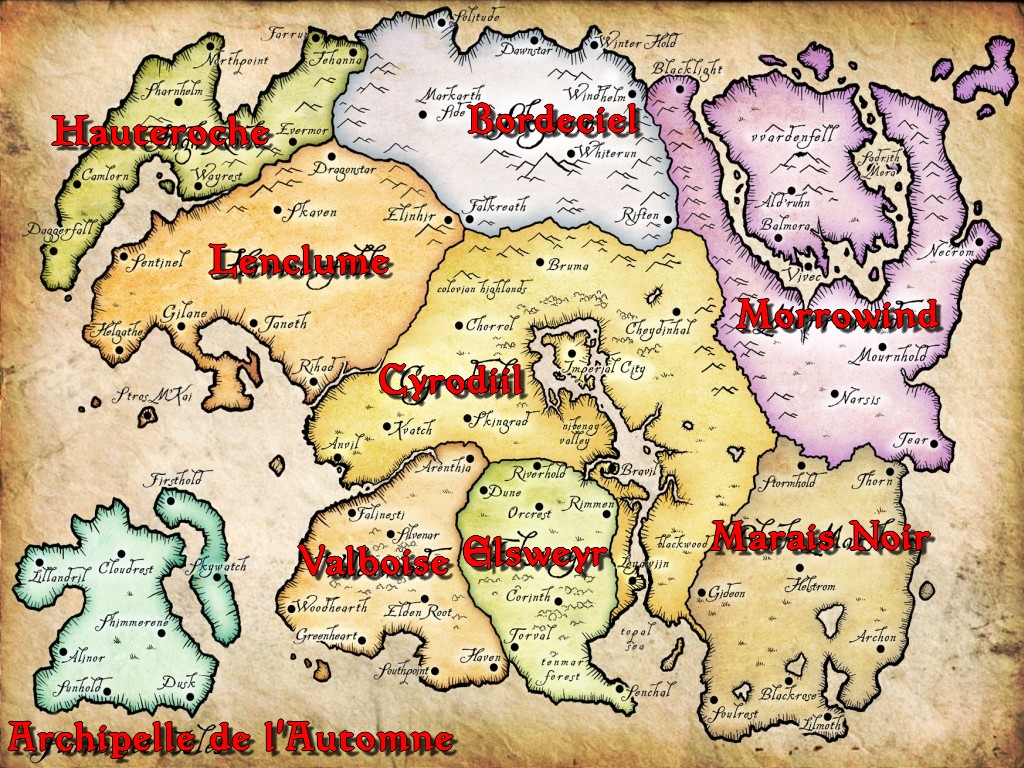 Solitude
Farrun
Northpoint
Jehanna
Dawnstar
Winter Hold
Blacklight
Pharnhelm
Markarth
Side
Windhelm
Hauteroche
Bordeciel
Evermor
vvardenfell
Whiterun
Sadrith
Mora
Camlorn
Wayrest
Dragonstar
Ald'ruhn
Skaven
Elinhir
Falkreath
Riften
Balmora
Daggerfall
Sentinel
Lenclume
Bruma
Vivec
Necrom
colovian highlands
Gilane
Taneth
Chorrol
Cheydinhal
Morrowind
Helgathe
Mournhold
Rihad
Imperial City
Cyrodiil
Stros M'Kai
Narsis
Kvatch
Skingrad
nibenay
valley
Anvil
Tear
Arenthia
Riverhold
Bravil
Firsthold
Dune
Rimmen
Stormhold
Thorn
Falinesti
Orcrest
Silvenar
Valboise
Elsweyr
blackwood
Marais Noir
Lillandril
Cloudrest
Skywatch
Helstrom
Woodhearth
Elden Root
Corinth
Gideon
Shimmerene
Greenheart
Torval
topal
sea
Archon
Alinor
Haven
Southpoint
tenmar
forest
Sunhold
Dusk
Senchal
Blackrose
Soulrest
Lilmoth
Archipelle de l'Automne